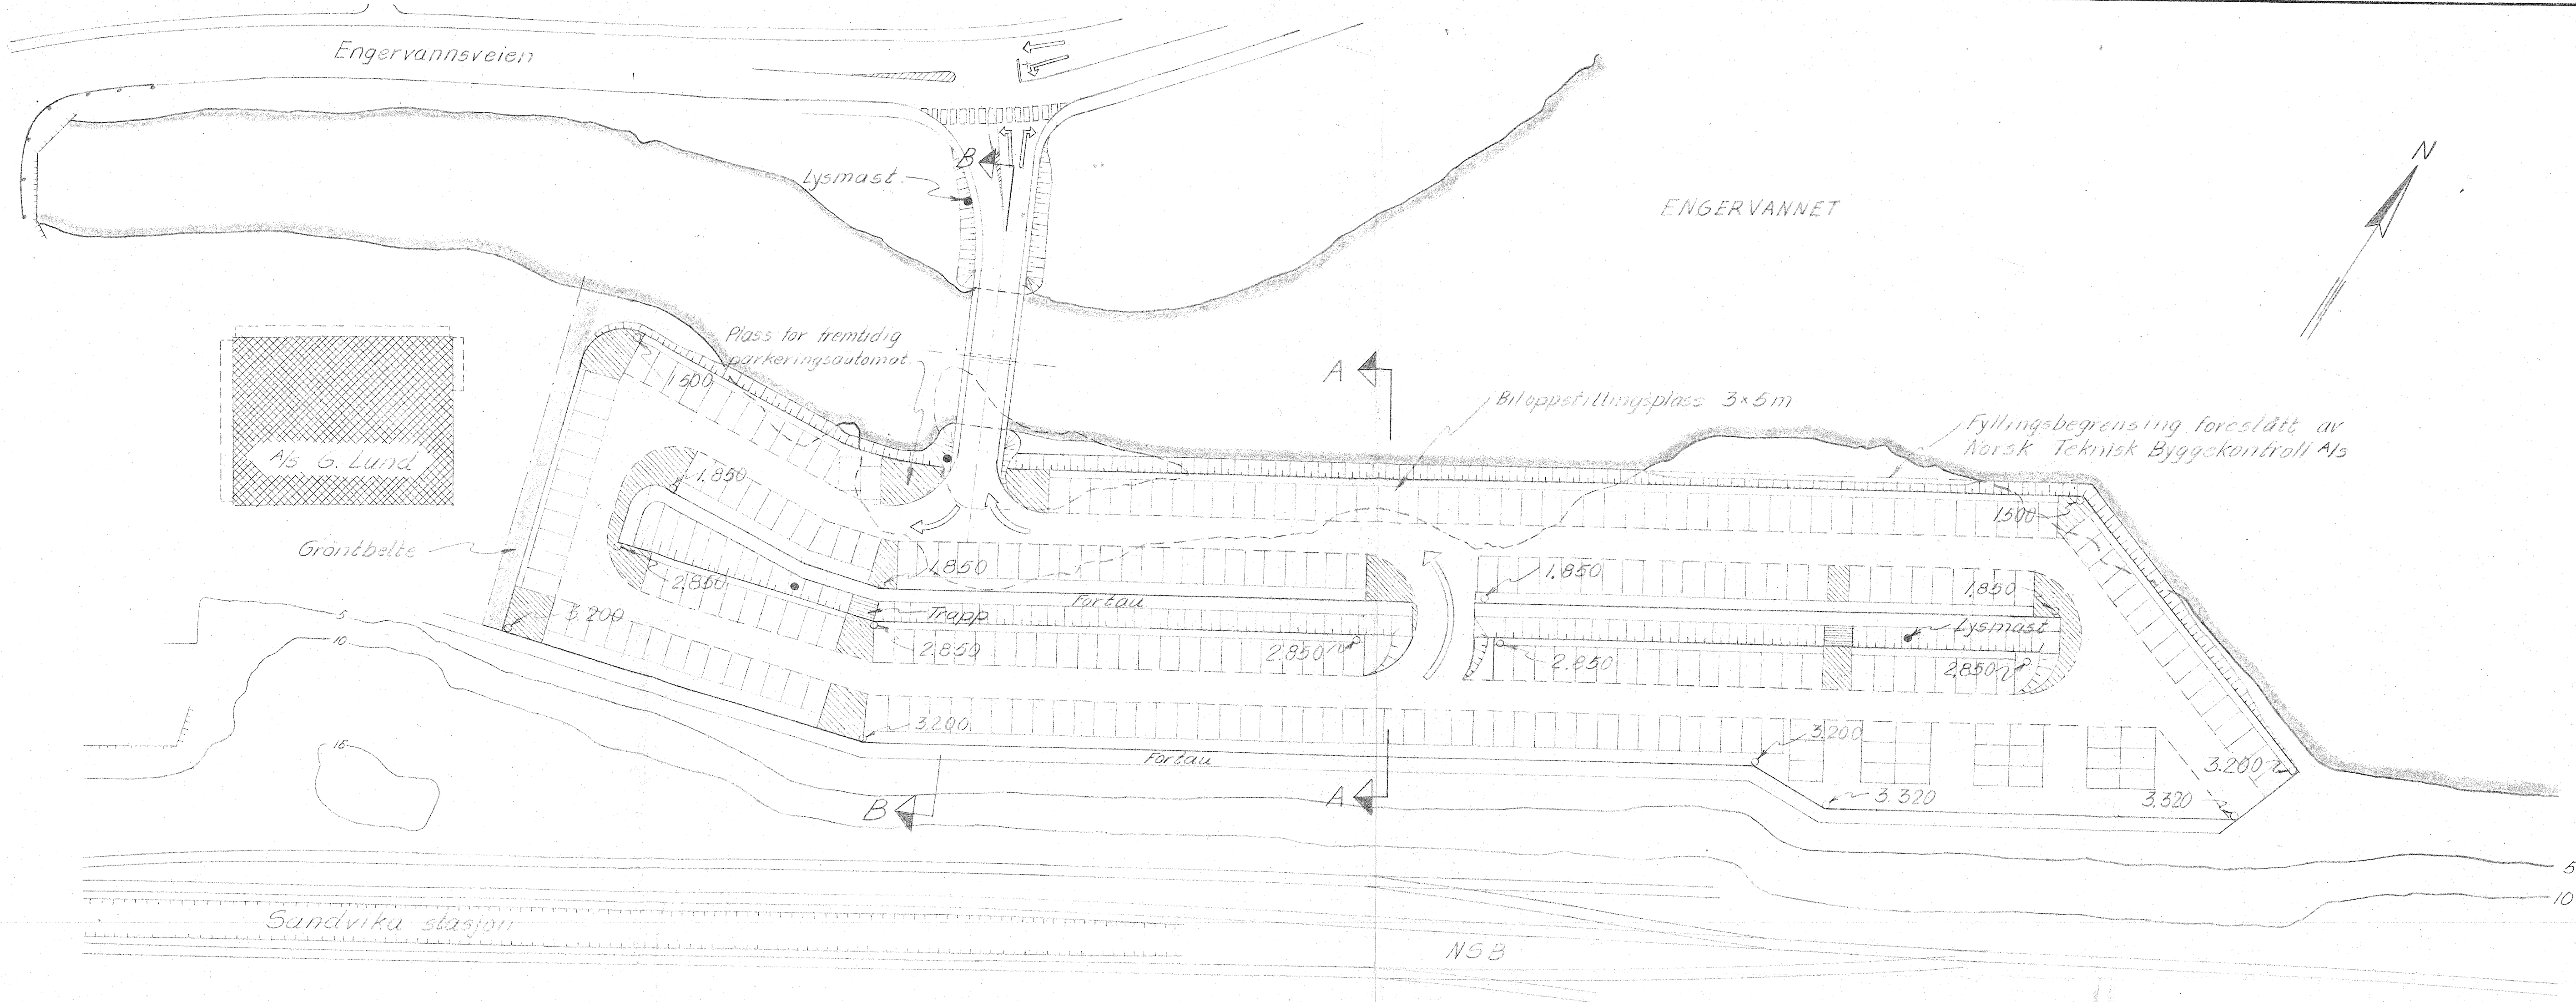 Engervannsveien
N
B
Lysmast
ENGERVANNET
Plass for fremtidig
parkeringsautomat.
1.500
A
Biloppstillingsplass 3×5m
Fyllingsbegrensing foreslått av
Norsk Teknisk Byggekontroll A/s
A/s G. Lund
1.850
1.500
Gröntbelte
2.850
1.850
1.850
1.850
Fortau
3.200
Trapp
Lysmast
2.850
2.850
2.850
2.850
5
10
3.200
3.200
Fortau
3.200
15
B
A
3.320
3.320
5
10
Sandvika stasjon
NSB